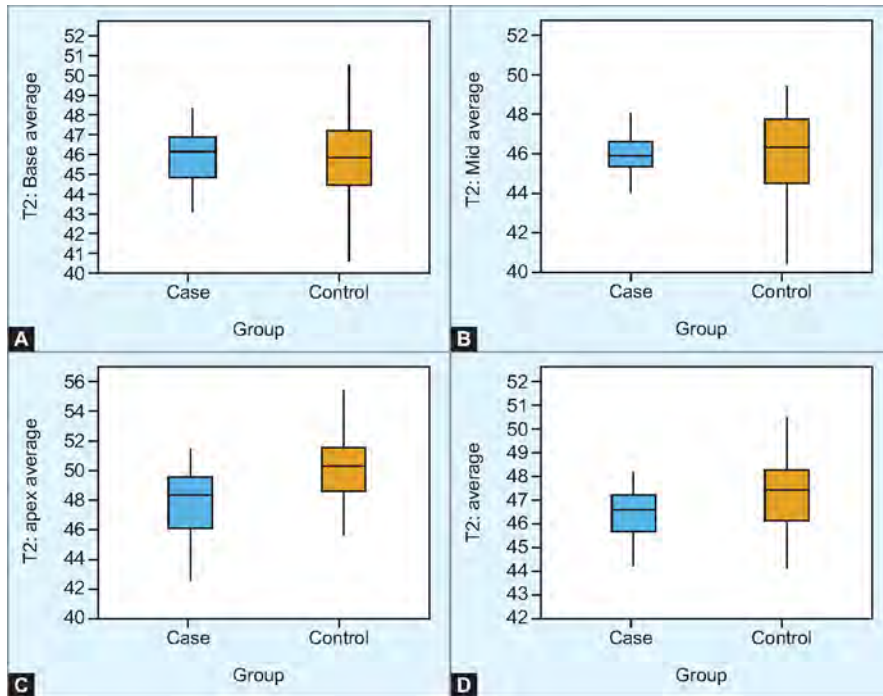 T2: Base average
52
51
50
49
48
47
46
45
44
43
42
41
40
Case Control
Group
A
T2: Mid average
52
50
48
46
44
42
40
Case Control
Group
B
T2: apex average
56
54
52
50
48
46
44
42
40
Case Control
Group
C
T2: average
52
51
50
49
48
47
46
45
44
43
42
Case Control
Group
D